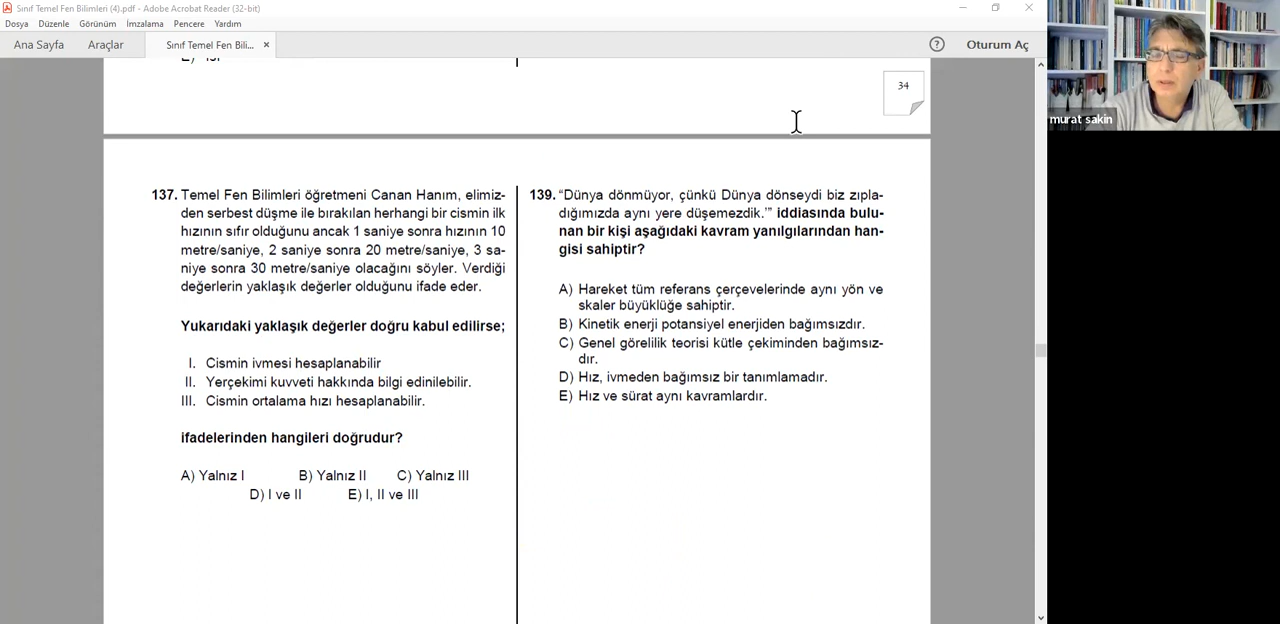 Sınıf Temel Fen Bilimleri (4).pdf - Adobe Acrobat Reader (32-bit)
Dosya Düzenle Görünüm İmzalama Pencere Yardım
Ana Sayfa Araçlar Sınıf Temel Fen Bili... × Oturum Aç
34
murat sakin
137. Temel Fen Bilimleri öğretmeni Canan Hanım, elimiz-
den serbest düşme ile bırakılan herhangi bir cismin ilk
hızının sıfır olduğunu ancak 1 saniye sonra hızının 10
metre/saniye, 2 saniye sonra 20 metre/saniye, 3 sa-
niye sonra 30 metre/saniye olacağını söyler. Verdiği
değerlerin yaklaşık değerler olduğunu ifade eder.
Yukarıdaki yaklaşık değerler doğru kabul edilirse;
I. Cismin ivmesi hesaplanabilir
II. Yerçekimi kuvveti hakkında bilgi edinilebilir.
III. Cismin ortalama hızı hesaplanabilir.
ifadelerinden hangileri doğrudur?
A) Yalnız I B) Yalnız II C) Yalnız III
D) I ve II E) I, II ve III
139. “Dünya dönmüyor, çünkü Dünya dönseydi biz zıpla-
dığımızda aynı yere düşemezdik.’” iddiasında bulu-
nan bir kişi aşağıdaki kavram yanılgılarından han-
gisi sahiptir?
A) Hareket tüm referans çerçevelerinde aynı yön ve
skaler büyüklüğe sahiptir.
B) Kinetik enerji potansiyel enerjiden bağımsızdır.
C) Genel görelilik teorisi kütle çekiminden bağımsız-
dır.
D) Hız, ivmeden bağımsız bir tanımlamadır.
E) Hız ve sürat aynı kavramlardır.